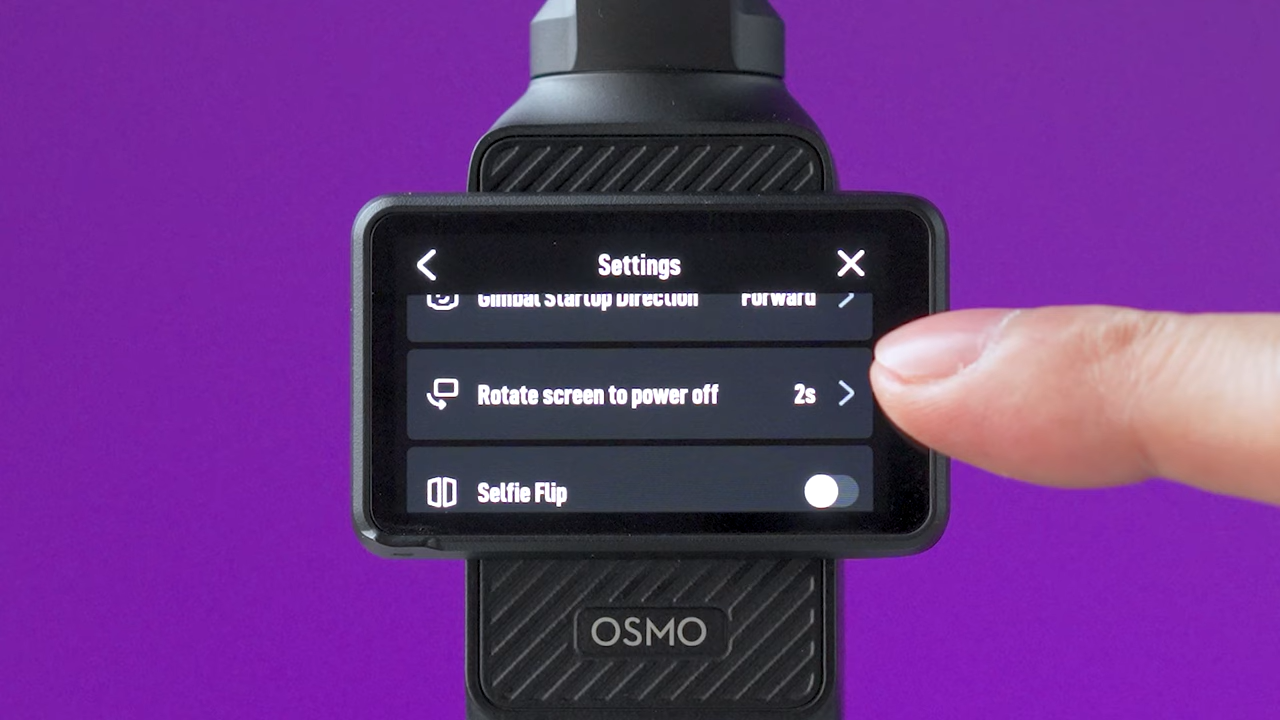 Settings
Gimbal Startup Direction Forward
Rotate screen to power off 2s
Selfie Flip
OSMO